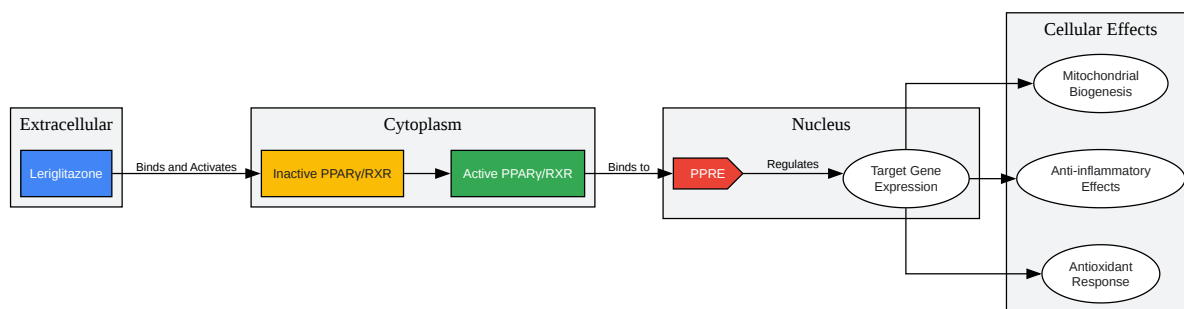 Cellular Effects
Mitochondrial
Biogenesis
Extracellular
Cytoplasm
Nucleus
Leriglitazone
Binds and Activates
Inactive PPARγ/RXR
Active PPARγ/RXR
Binds to
PPRE
Regulates
Target Gene
Expression
Anti-inflammatory
Effects
Antioxidant
Response